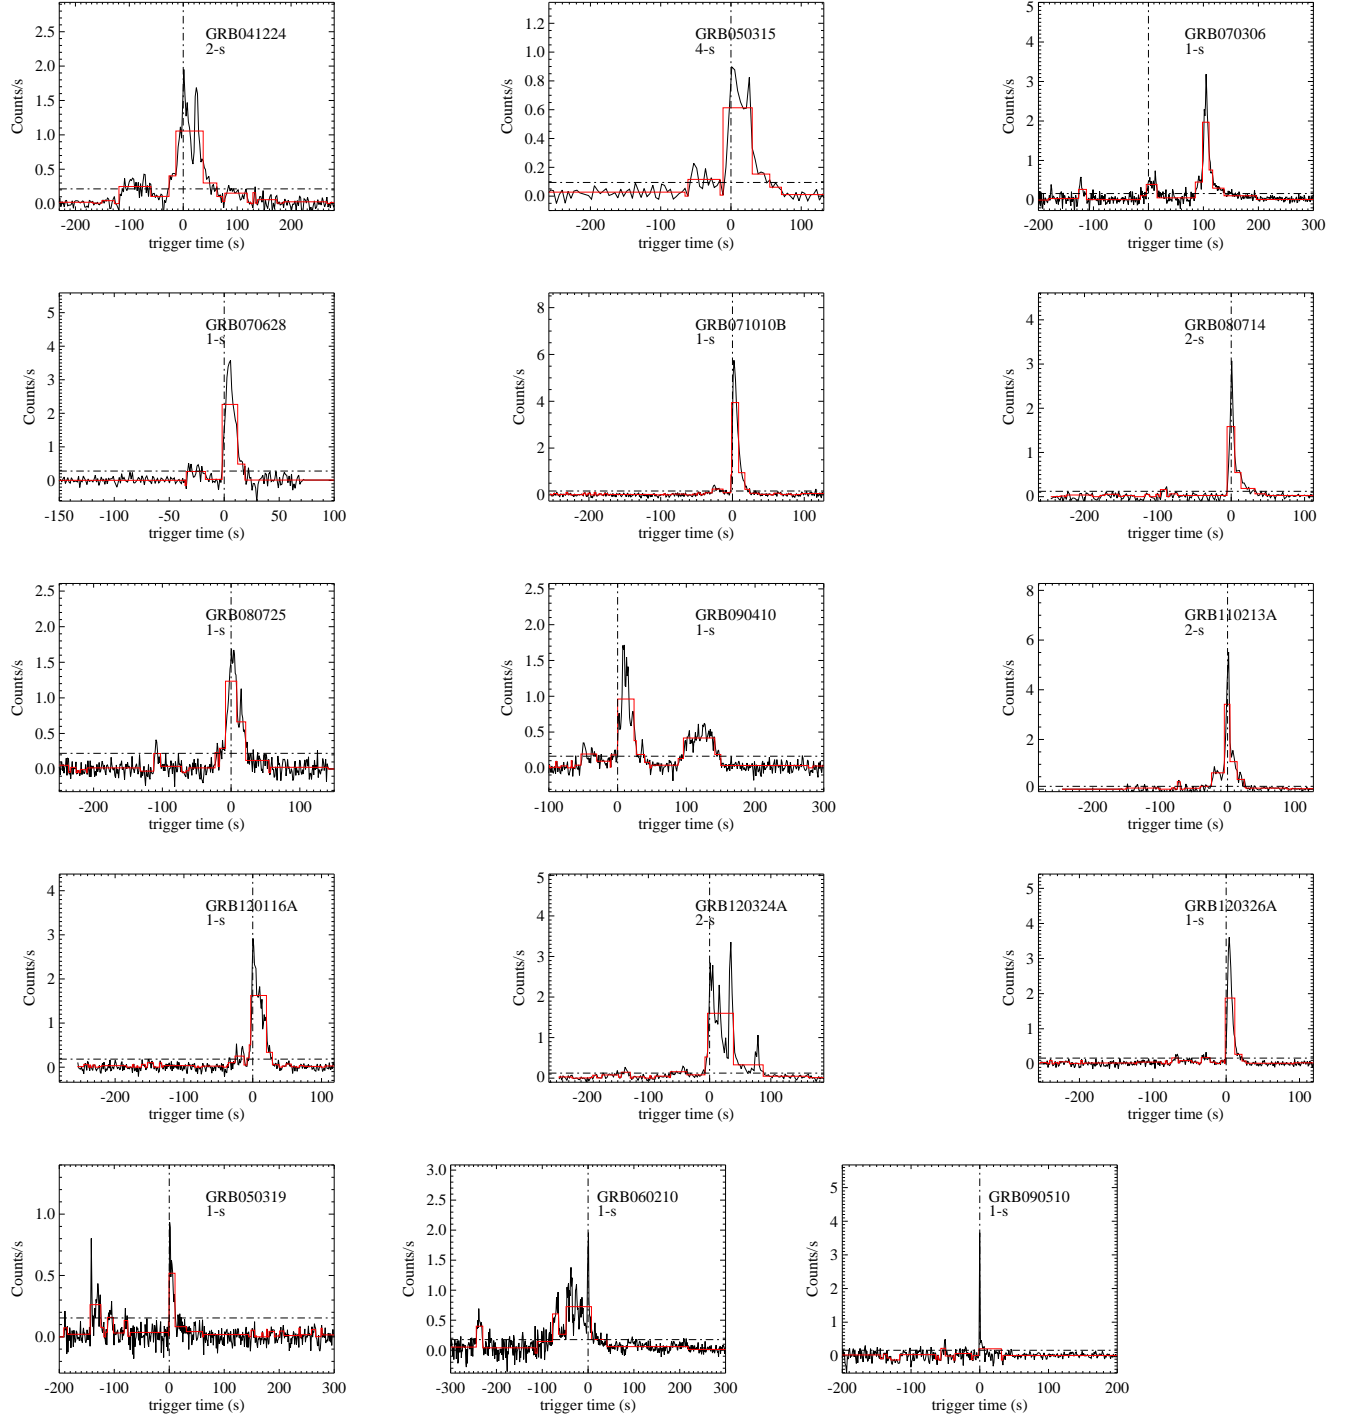 GRB041224
2-s
Counts/s
2.5
2.0
1.5
1.0
0.5
0.0
-200 -100 0 100 200
trigger time (s)
GRB050315
4-s
Counts/s
1.2
1.0
0.8
0.6
0.4
0.2
0.0
-200 -100 0 100
trigger time (s)
GRB070306
1-s
Counts/s
5
4
3
2
1
0
-200 -100 0 100 200 300
trigger time (s)
GRB070628
1-s
Counts/s
5
4
3
2
1
0
-150 -100 -50 0 50 100
trigger time (s)
GRB071010B
1-s
Counts/s
8
6
4
2
0
-200 -100 0 100
trigger time (s)
GRB080714
2-s
Counts/s
4
3
2
1
0
-200 -100 0 100
trigger time (s)
GRB080725
1-s
Counts/s
2.5
2.0
1.5
1.0
0.5
0.0
-200 -100 0 100
trigger time (s)
GRB090410
1-s
Counts/s
2.5
2.0
1.5
1.0
0.5
0.0
-100 0 100 200 300
trigger time (s)
GRB110213A
2-s
Counts/s
8
6
4
2
0
-200 -100 0 100
trigger time (s)
GRB120116A
1-s
Counts/s
4
3
2
1
0
-200 -100 0 100
trigger time (s)
GRB120324A
2-s
Counts/s
5
4
3
2
1
0
-200 -100 0 100
trigger time (s)
GRB120326A
1-s
Counts/s
5
4
3
2
1
0
-200 -100 0 100
trigger time (s)
GRB050319
1-s
Counts/s
1.0
0.5
0.0
-200 -100 0 100 200 300
trigger time (s)
GRB060210
1-s
Counts/s
3.0
2.5
2.0
1.5
1.0
0.5
0.0
-300 -200 -100 0 100 200 300
trigger time (s)
GRB090510
1-s
Counts/s
5
4
3
2
1
0
-200 -100 0 100 200
trigger time (s)